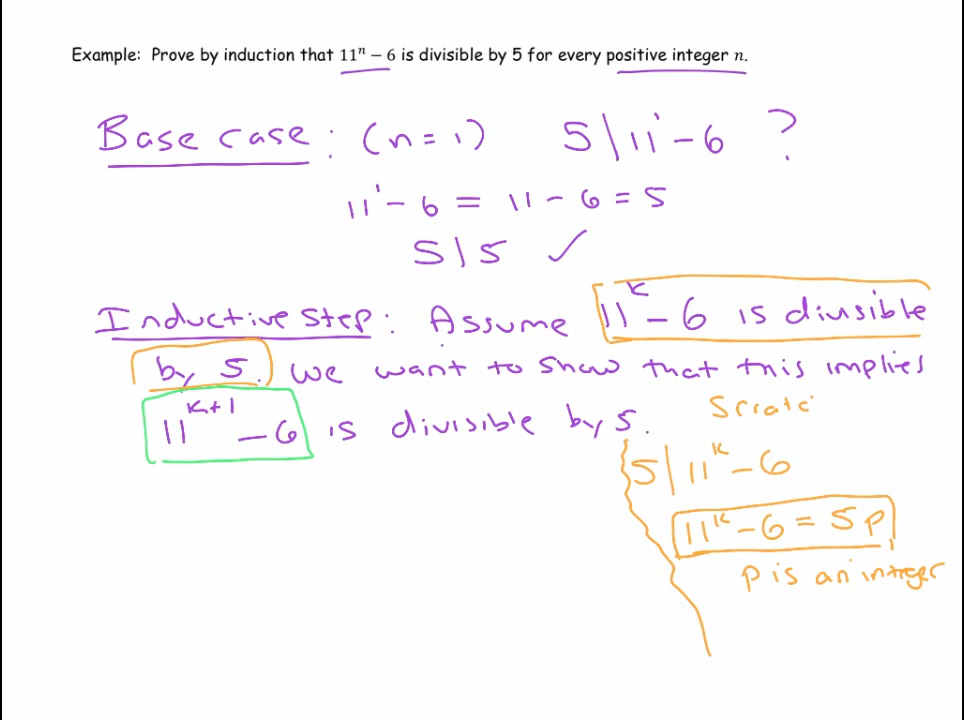 Example: Prove by induction that 11ⁿ – 6 is divisible by 5 for every positive integer n.
Base case: (n=1) 5|11¹-6 ?
11¹-6 = 11-6=5
5|5 ✓
Inductive Step: Assume 11ᵏ-6 is divisible
by 5. We want to show that this implies
11ᵏ⁺¹-6 is divisible by 5.
5|11ᵏ-6
11ᵏ-6=5p
p is an integer